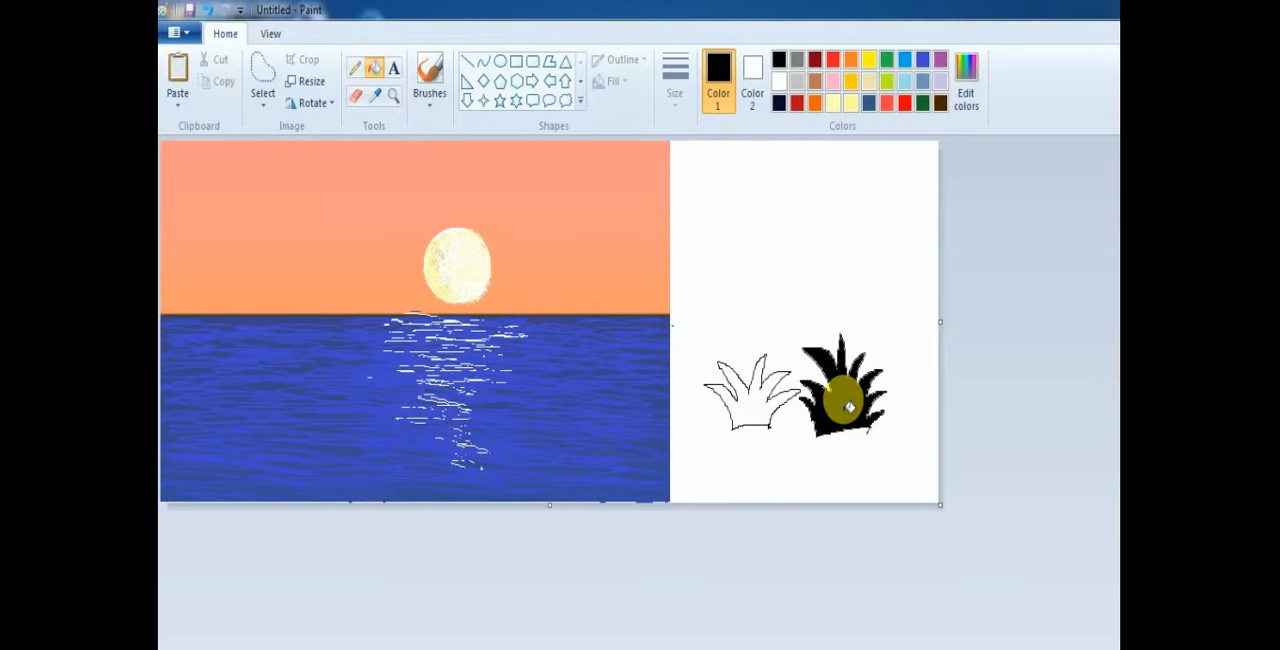 Untitled - Paint
Home
View
Paste
Cut
Copy
Clipboard
Select
Crop
Resize
Rotate
Image
A
Tools
Brushes
Outline
Fill
Shapes
Size
Color 1
Color 2
Edit colors
Colors